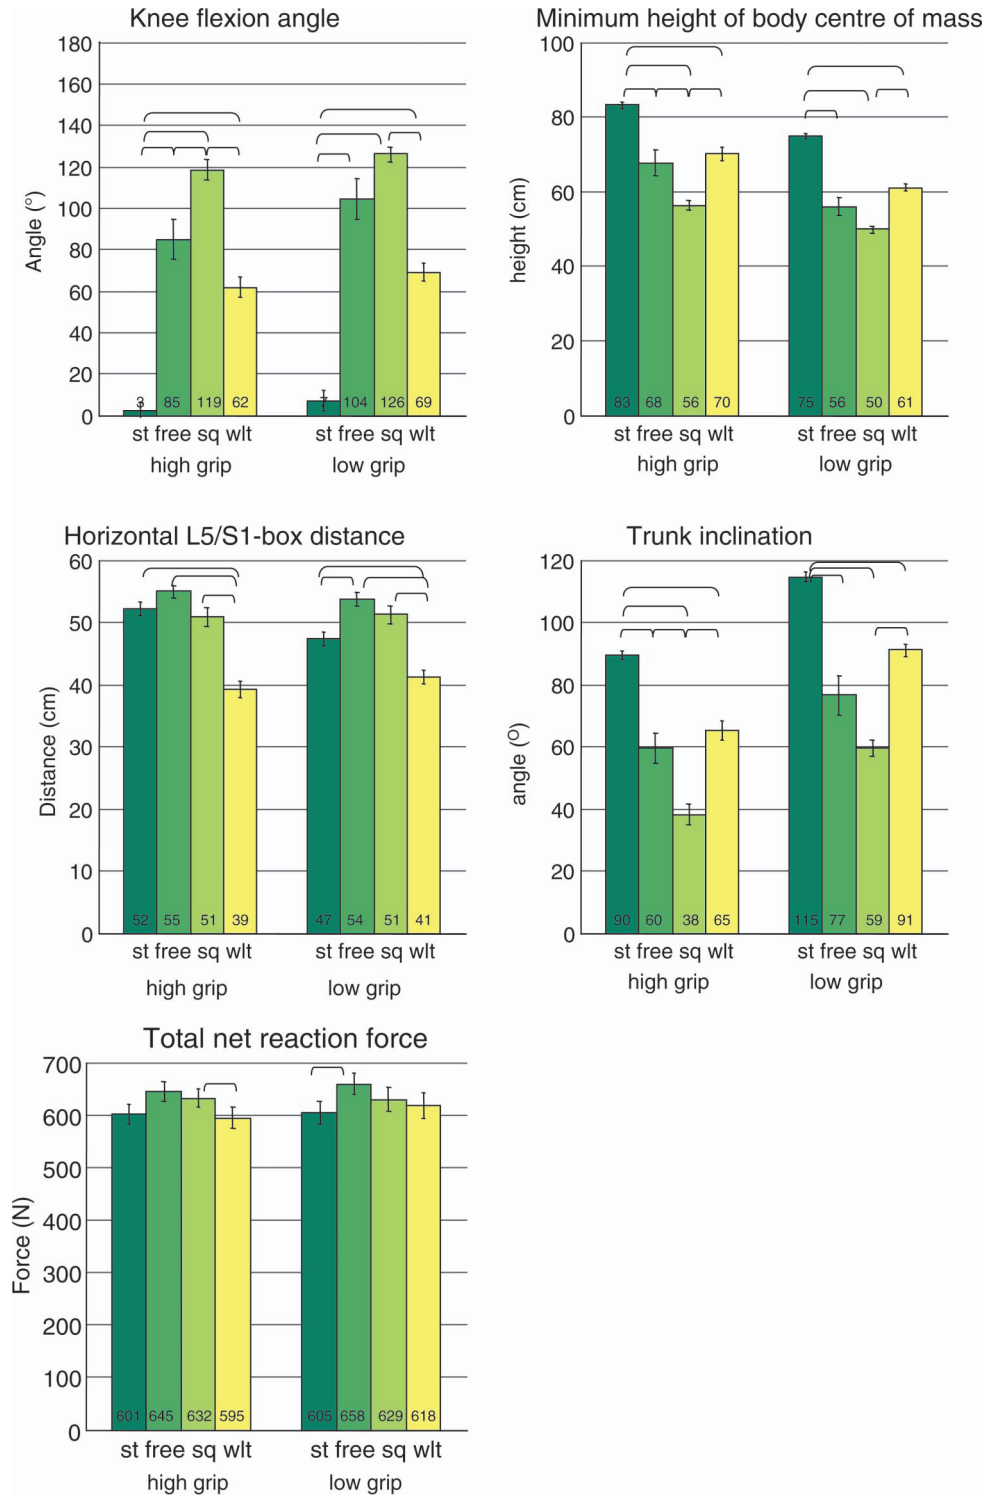 Knee flexion angle
Angle (°)
180
160
140
120
100
80
60
40
20
0
3 85 119 62 7 104 126 69
st free sq wlt st free sq wlt
high grip low grip
Minimum height of body centre of mass
height (cm)
100
80
60
40
20
0
83 68 56 70 75 56 50 61
st free sq wlt st free sq wlt
high grip low grip
Horizontal L5/S1-box distance
Distance (cm)
60
50
40
30
20
10
0
52 55 51 39 47 54 51 41
st free sq wlt st free sq wlt
high grip low grip
Trunk inclination
angle (O)
120
100
80
60
40
20
0
90 60 38 65 115 77 59 91
st free sq wlt st free sq wlt
high grip low grip
Total net reaction force
Force (N)
700
600
500
400
300
200
100
0
601 645 632 595 605 658 629 618
st free sq wlt st free sq wlt
high grip low grip